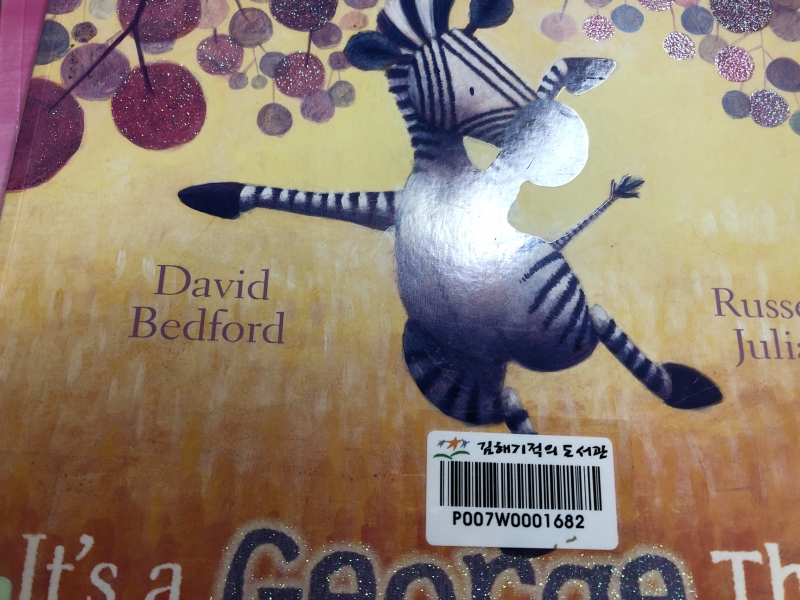 David
Bedford
Russe
Julia
김해기적의 도서관
P007W0001682
It's a George Th